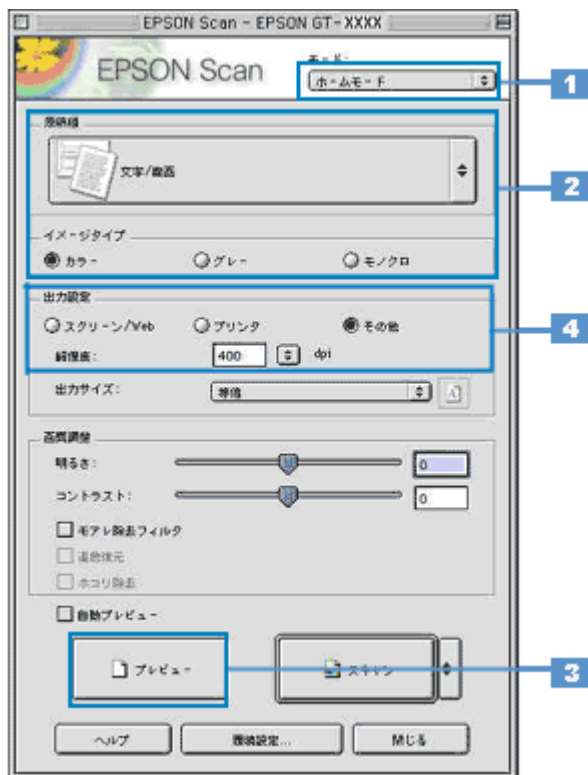 EPSON Scan - EPSON GT-XXXX
EPSON Scan
モード:
ホームモード
1
原稿種
文字/線画
2
イメージタイプ
カラー
グレー
モノクロ
出力設定
スクリーン/Web
プリンタ
その他
4
解像度:
400
dpi
出力サイズ:
等倍
画質調整
明るさ:
0
コントラスト:
0
モアレ除去フィルタ
退色復元
ホコリ除去
自動プレビュー
プレビュー
スキャン
3
ヘルプ
環境設定...
閉じる